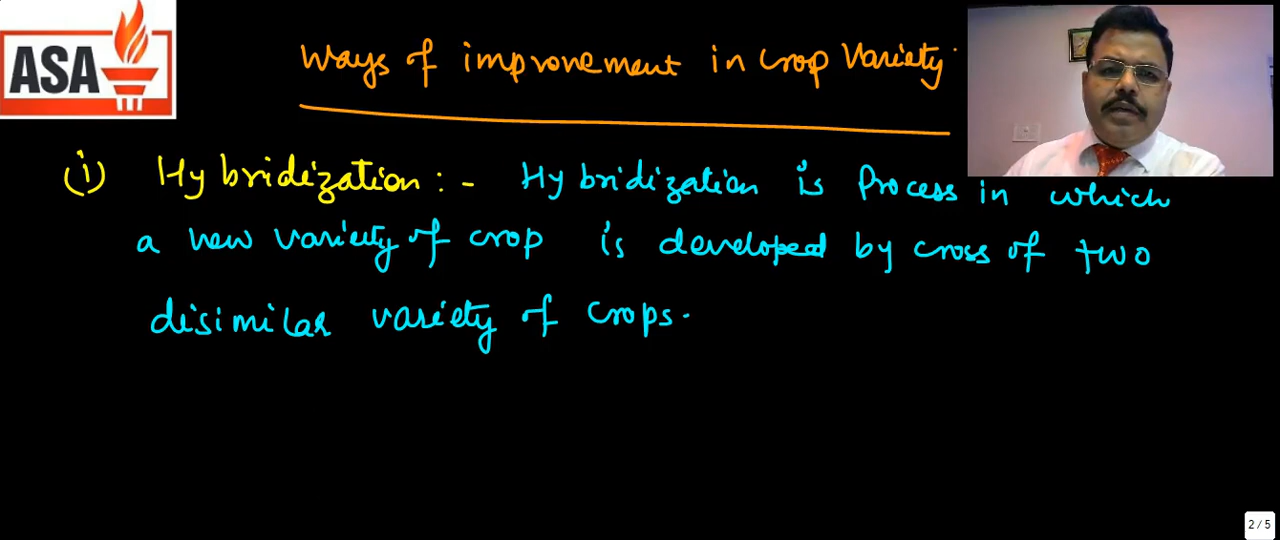 ASA
Ways of improvement in crop Variety
(i) Hybridization :- Hybridization is Process in which
a new variety of crop is developed by cross of two
disimilar variety of crops.
2 / 5